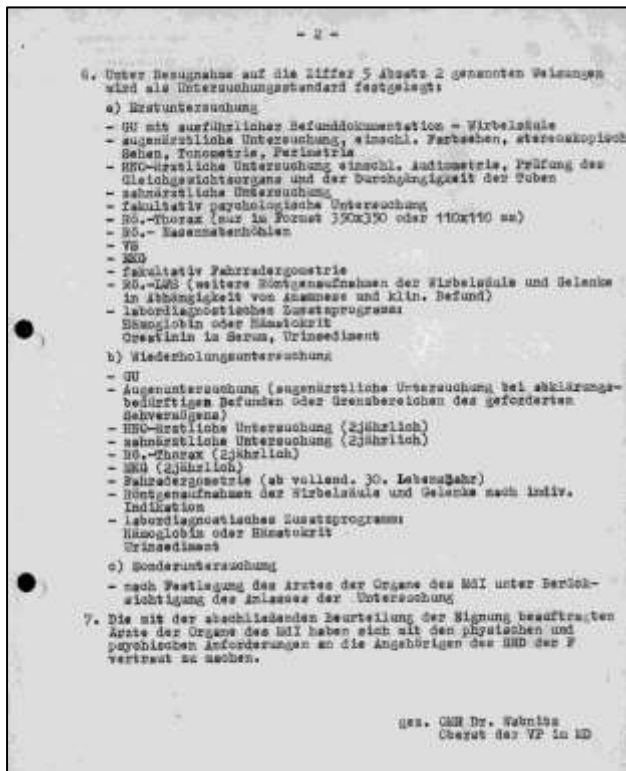 - 2 -
6. Unter Bezugnahme auf die Ziffer 5 Absatz 2 genannten Weisungen
wird als Untersuchungsstandard festgelegt:
a) Erstuntersuchung
- GU mit ausführlicher Befunddokumentation - Wirbelsäule
- augenärztliche Untersuchung, einschl. Farbsehen, stereoskopisch
Sehen, Tonometrie, Perimetrie
- HNO-ärztliche Untersuchung einschl. Audiometrie, Prüfung des
Gleichgewichtsorgans und der Durchgängigkeit der Tuben
- zahnärztliche Untersuchung
- fakultativ psychologische Untersuchung
- Rö.-Thorax (nur im Format 350x350 oder 110x110 mm)
- Rö.- Nasennebenhöhlen
- VS
- EKG
- fakultativ Fahrradergometrie
- Rö.-LWS (weitere Röntgenaufnahmen der Wirbelsäule und Gelenke
in Abhängigkeit von Anamnese und klin. Befund)
- labordiagnostisches Zusatzprogramm:
Hämoglobin oder Hämatokrit
Creatinin in Serum, Urinsediment
b) Wiederholungsuntersuchung
- GU
- Augenuntersuchung (augenärztliche Untersuchung bei abklärungs-
bedürftigen Befunden oder Grenzbereichen des geforderten
Sehvermögens)
- HNO-ärztliche Untersuchung (2jährlich)
- zahnärztliche Untersuchung (2jährlich)
- Rö.-Thorax (2jährlich)
- EKG (2jährlich)
- Fahrradergometrie (ab vollend. 30. Lebensjahr)
- Röntgenaufnahmen der Wirbelsäule und Gelenke nach indiv.
Indikation
- labordiagnostisches Zusatzprogramm:
Hämoglobin oder Hämatokrit
Urinsediment
c) Sonderuntersuchung
- nach Festlegung des Arztes der Organe des MdI unter Berück-
sichtigung des Anlasses der Untersuchung
7. Die mit der abschließenden Beurteilung der Eignung beauftragten
Ärzte der Organe des MdI haben sich mit den physischen und
psychischen Anforderungen an die Angehörigen des der F
vertraut zu machen.
gez. OMR Dr.
Oberst der VP im MD